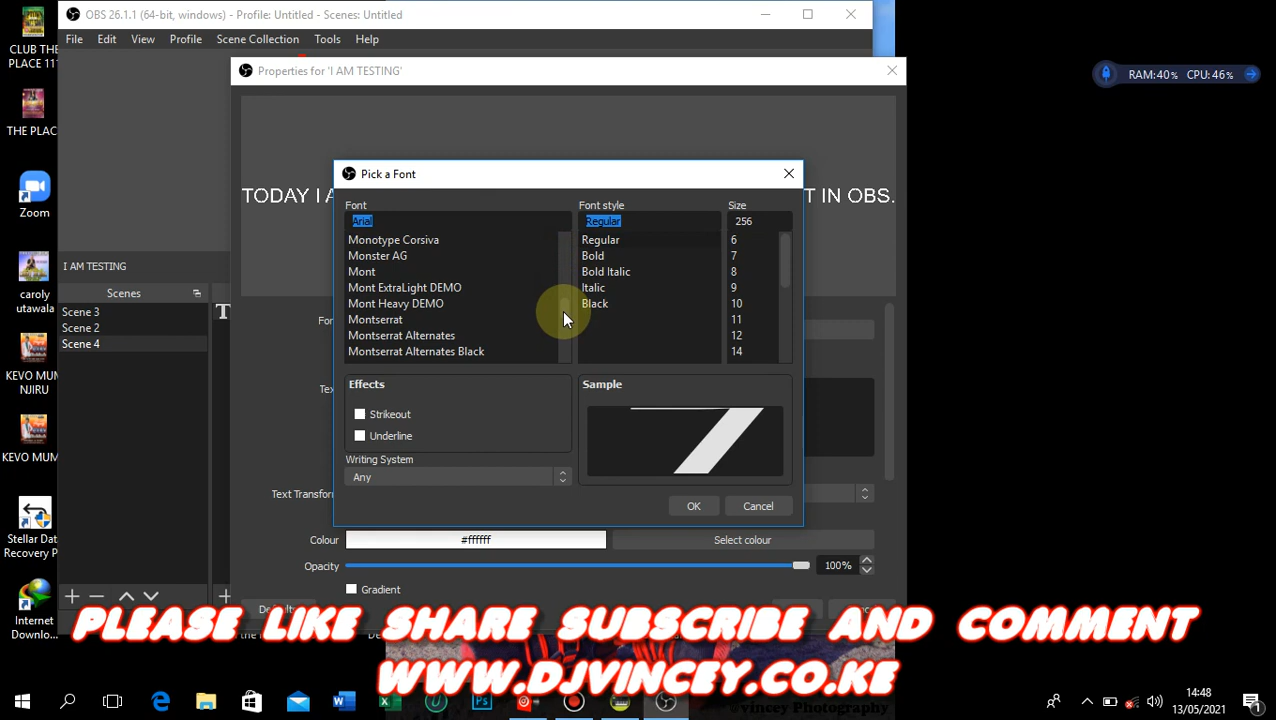 CLUB THE
PLACE 11
THE PLAC
Zoom
caroly
utawala
KEVO MUM
NJIRU
KEVO MUM
Stellar Dat
Recovery P
Internet
Downlo...
OBS 26.1.1 (64-bit, windows) - Profile: Untitled - Scenes: Untitled
File Edit View Profile Scene Collection Tools Help
Properties for 'I AM TESTING'
RAM:40% CPU:46%
TODAY I A
T IN OBS.
Pick a Font
Font Font style Size
Arial Regular 256
Monotype Corsiva Regular 6
Monster AG Bold 7
Mont Bold Italic 8
Mont ExtraLight DEMO Italic 9
Mont Heavy DEMO Black 10
Montserrat 11
Montserrat Alternates 12
Montserrat Alternates Black 14
Effects Sample
Strikeout
Underline
Writing System
Any
OK Cancel
I AM TESTING
Scenes
Scene 3
Scene 2
Scene 4
T
For
Tex
Text Transform
Colour #ffffff Select colour
Opacity 100%
Gradient
PLEASE LIKE SHARE SUBSCRIBE AND COMMENT
WWW.DJVINCEY.CO.KE
vincey Photography
14:48
13/05/2021